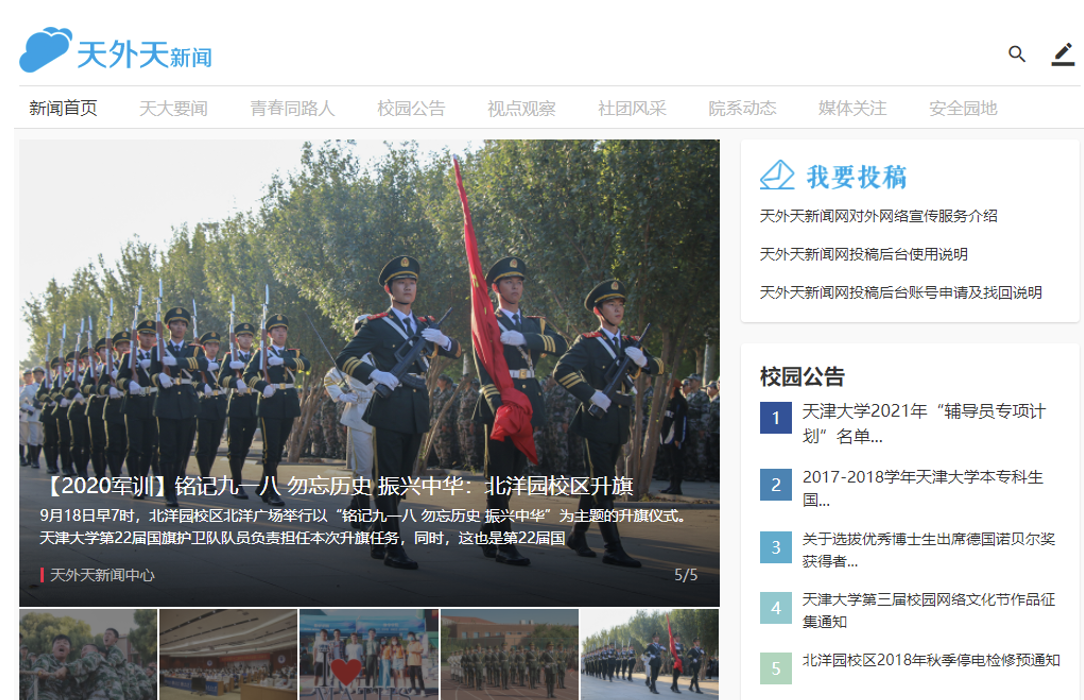 天外天新闻
新闻首页 天大要闻 青春同路人 校园公告 视点观察 社团风采 院系动态 媒体关注 安全园地
【2020军训】铭记九一八 勿忘历史 振兴中华：北洋园校区升旗
9月18日早7时，北洋园校区北洋广场举行以“铭记九一八 勿忘历史 振兴中华”为主题的升旗仪式。
天津大学第22届国旗护卫队队员负责担任本次升旗任务，同时，这也是第22届国
天外天新闻中心
5/5
我要投稿
天外天新闻网对外网络宣传服务介绍
天外天新闻网投稿后台使用说明
天外天新闻网投稿后台账号申请及找回说明
校园公告
1 天津大学2021年“辅导员专项计
划”名单...
2 2017-2018学年天津大学本专科生
国...
3 关于选拔优秀博士生出席德国诺贝尔奖
获得者...
4 天津大学第三届校园网络文化节作品征
集通知
5 北洋园校区2018年秋季停电检修预通知